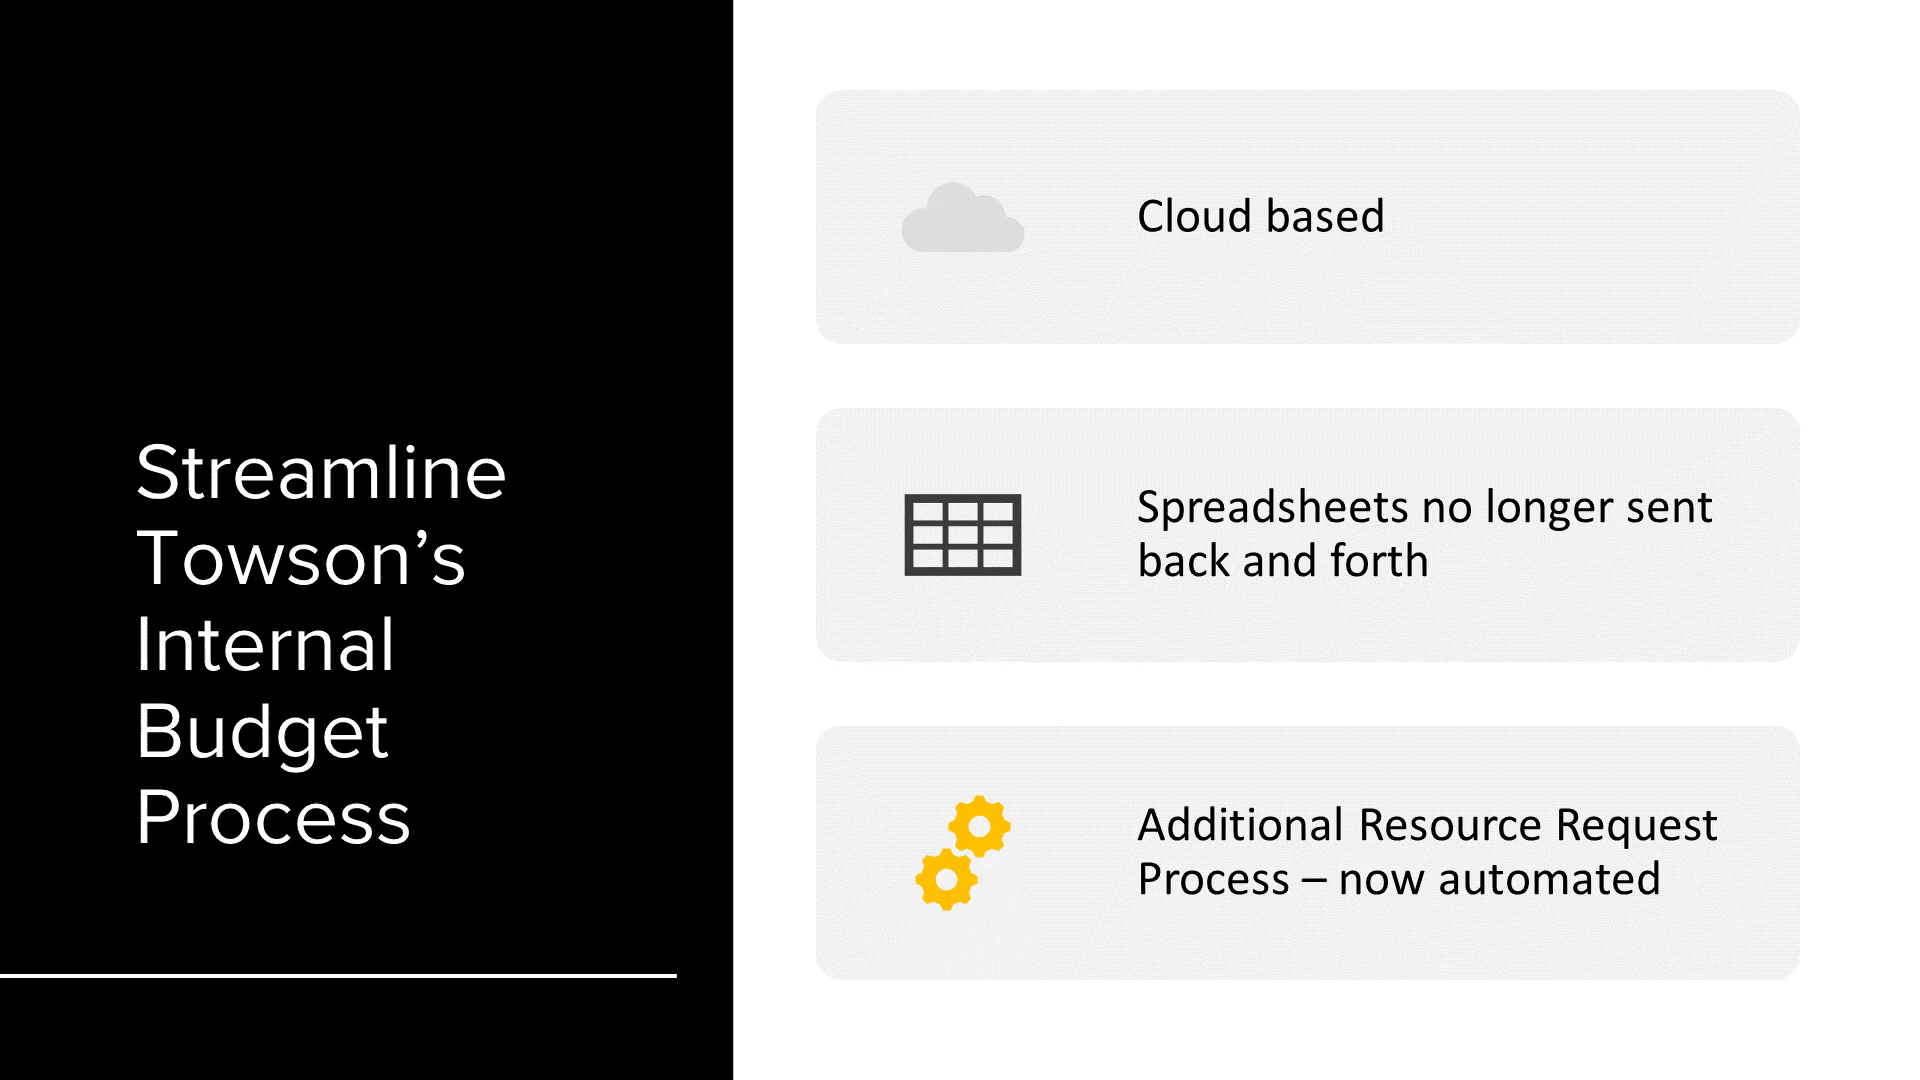 Streamline
Towson’s
Internal
Budget
Process
Cloud based
Spreadsheets no longer sent
back and forth
Additional Resource Request
Process – now automated